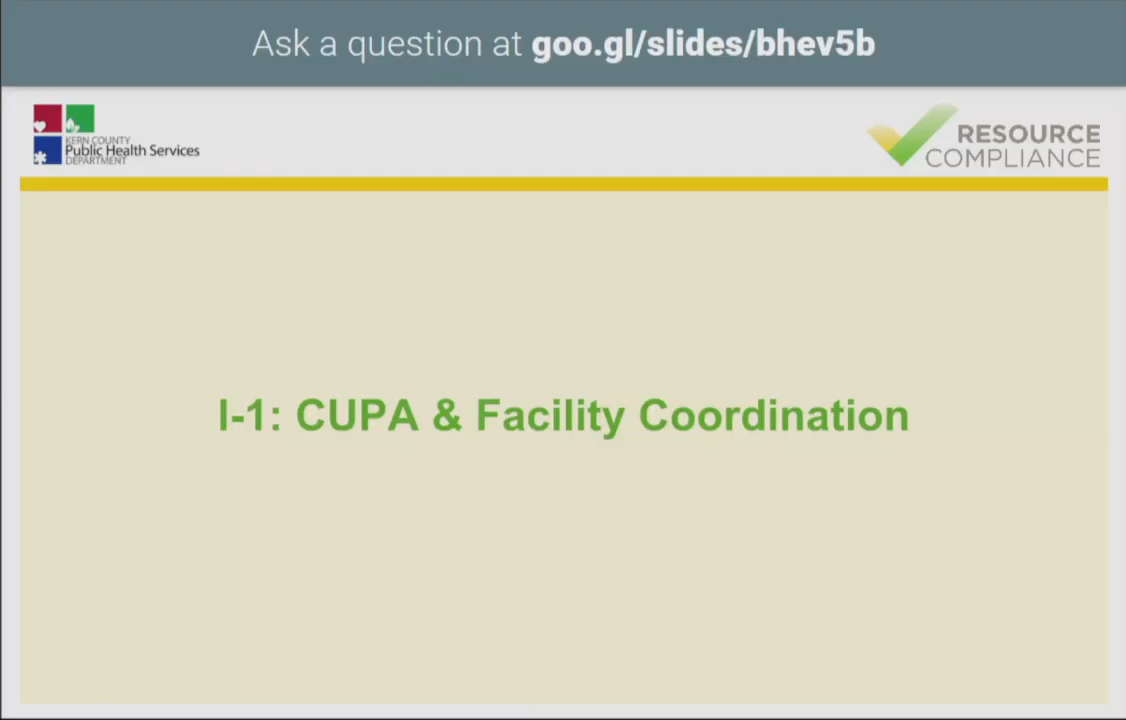 Ask a question at goo.gl/slides/bhev5b
KERN COUNTY
Public Health Services
DEPARTMENT
RESOURCE
COMPLIANCE
I-1: CUPA & Facility Coordination